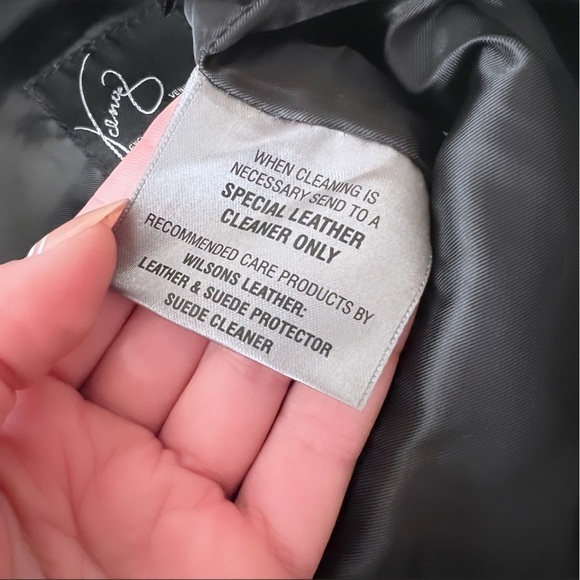 WHEN CLEANING IS
NECESSARY SEND TO A
SPECIAL LEATHER
CLEANER ONLY
RECOMMENDED CARE PRODUCTS BY
WILSONS LEATHER:
LEATHER & SUEDE PROTECTOR
SUEDE CLEANER